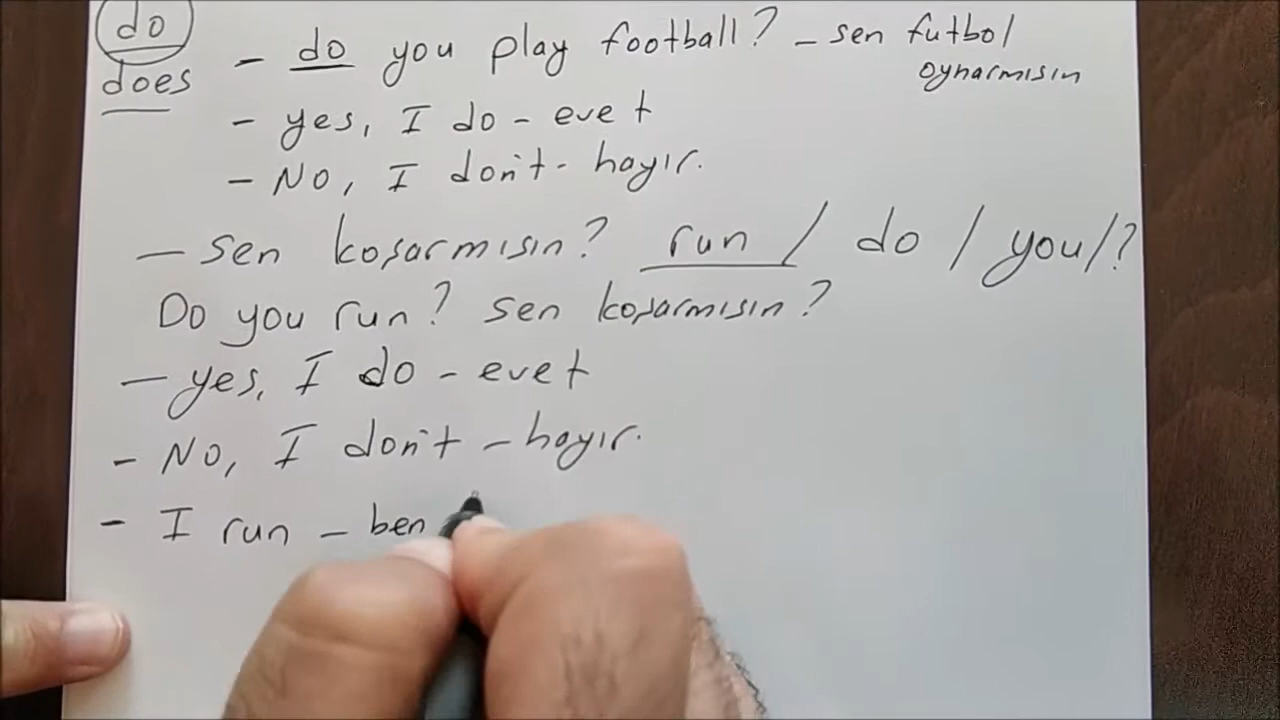 do
does
- do you play football? - sen futbol
oynarmisin
- yes, I do - evet
- No, I don't - hayır.
- sen koşarmısın? run / do / you/?
Do you run? sen koşarmısın?
- yes, I do - evet
- No, I don't - hayır.
- I run - ben